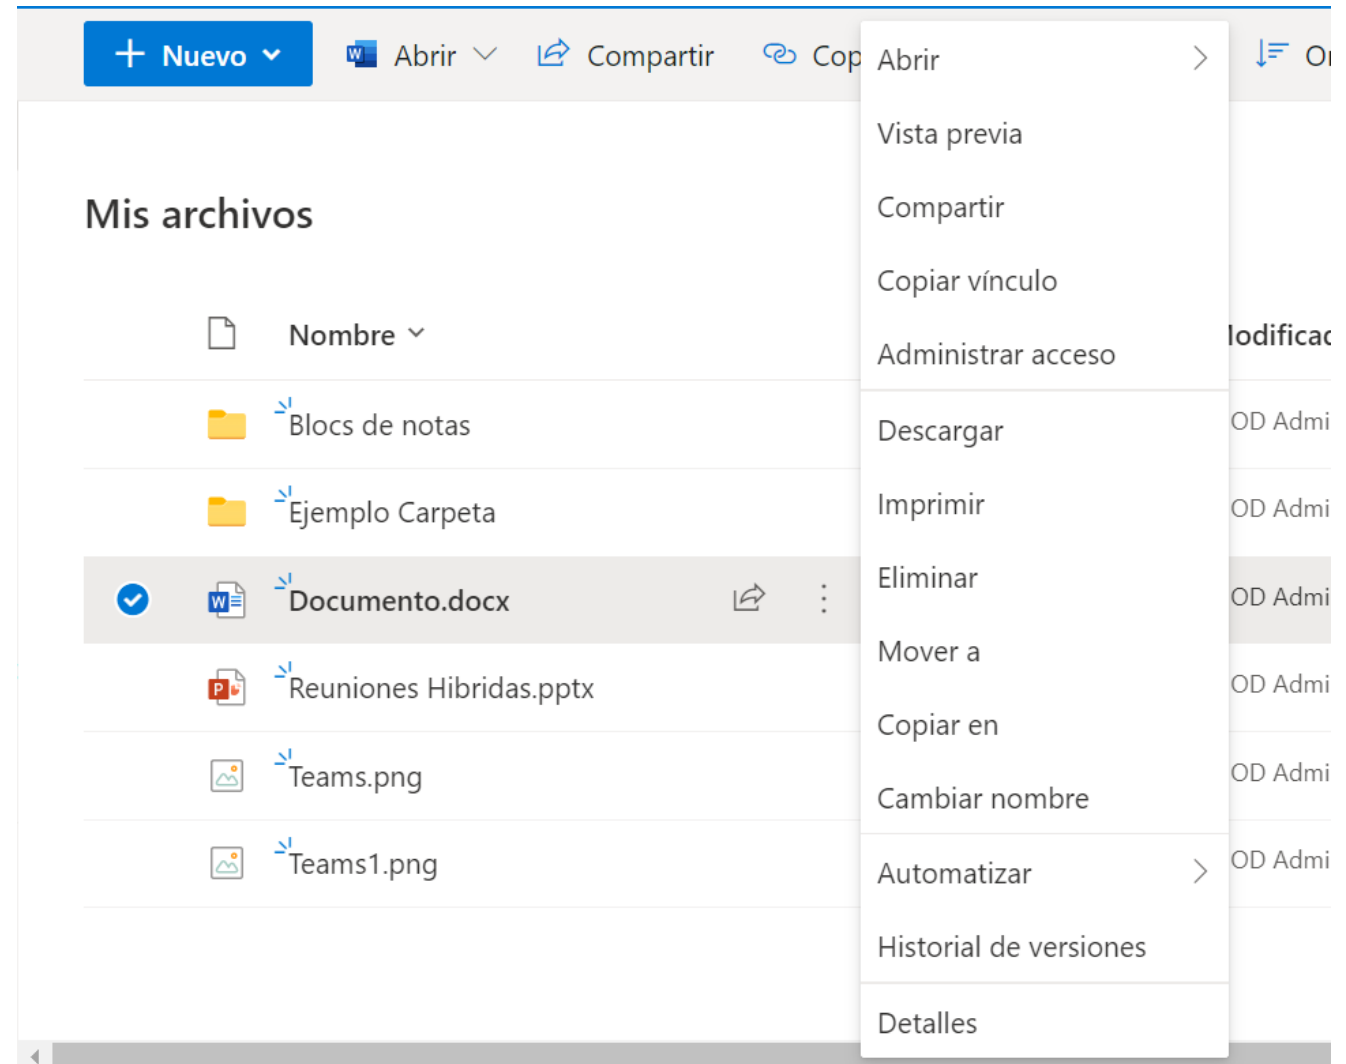 Nuevo Abrir Compartir Cop Or
Mis archivos
Nombre
Modificad
Blocs de notas OD Admi
Ejemplo Carpeta OD Admi
Documento.docx OD Admi
Reuniones Hibridas.pptx OD Admi
Teams.png OD Admi
Teams1.png OD Admi
Abrir
Vista previa
Compartir
Copiar vínculo
Administrar acceso
Descargar
Imprimir
Eliminar
Mover a
Copiar en
Cambiar nombre
Automatizar
Historial de versiones
Detalles